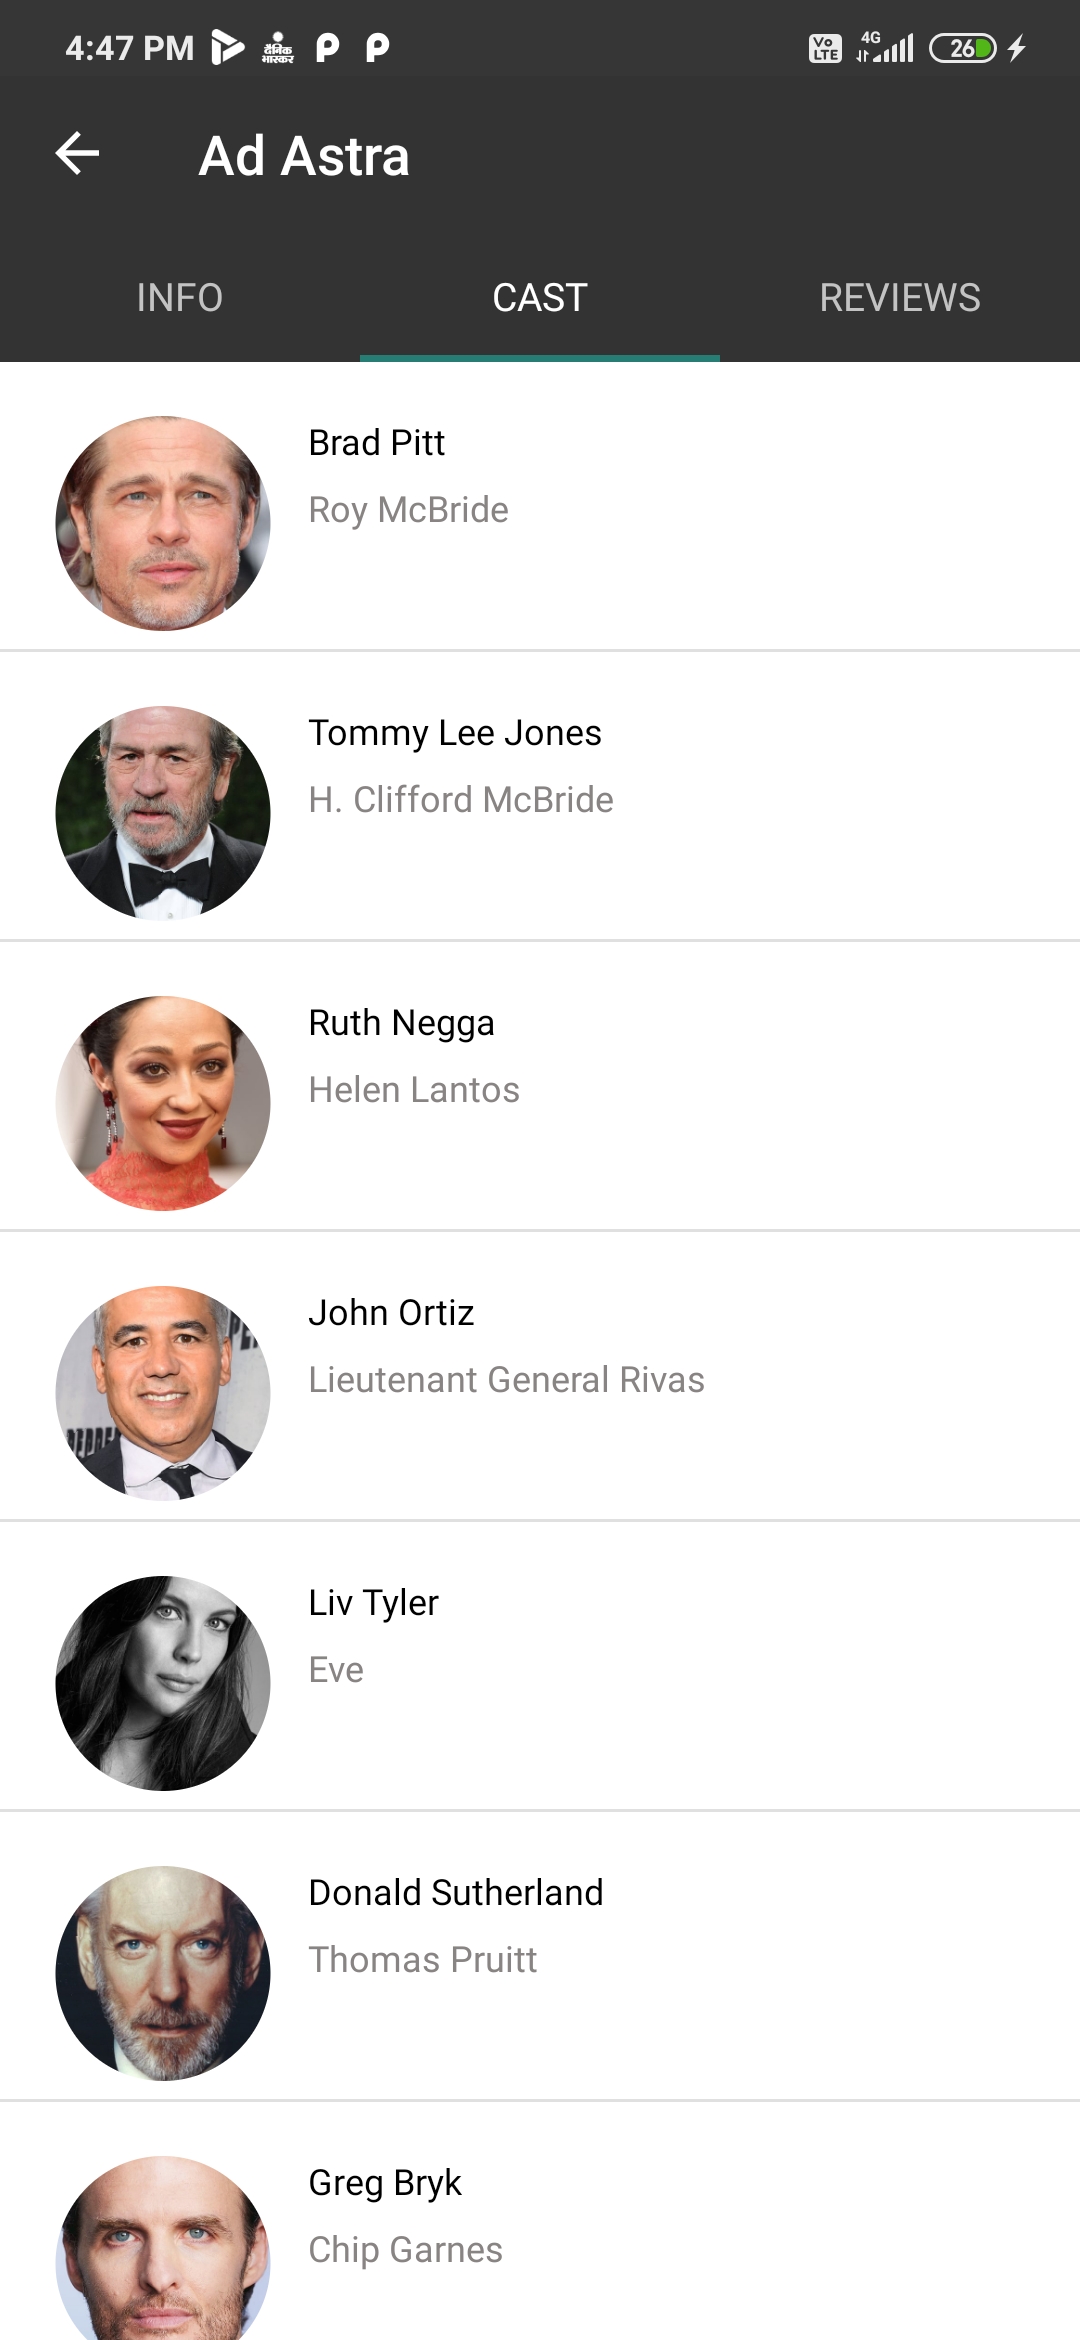 4:47 PM दैनिक भास्कर Vo LTE 4G 26
Ad Astra
INFO CAST REVIEWS
Brad Pitt
Roy McBride
Tommy Lee Jones
H. Clifford McBride
Ruth Negga
Helen Lantos
John Ortiz
Lieutenant General Rivas
Liv Tyler
Eve
Donald Sutherland
Thomas Pruitt
Greg Bryk
Chip Garnes